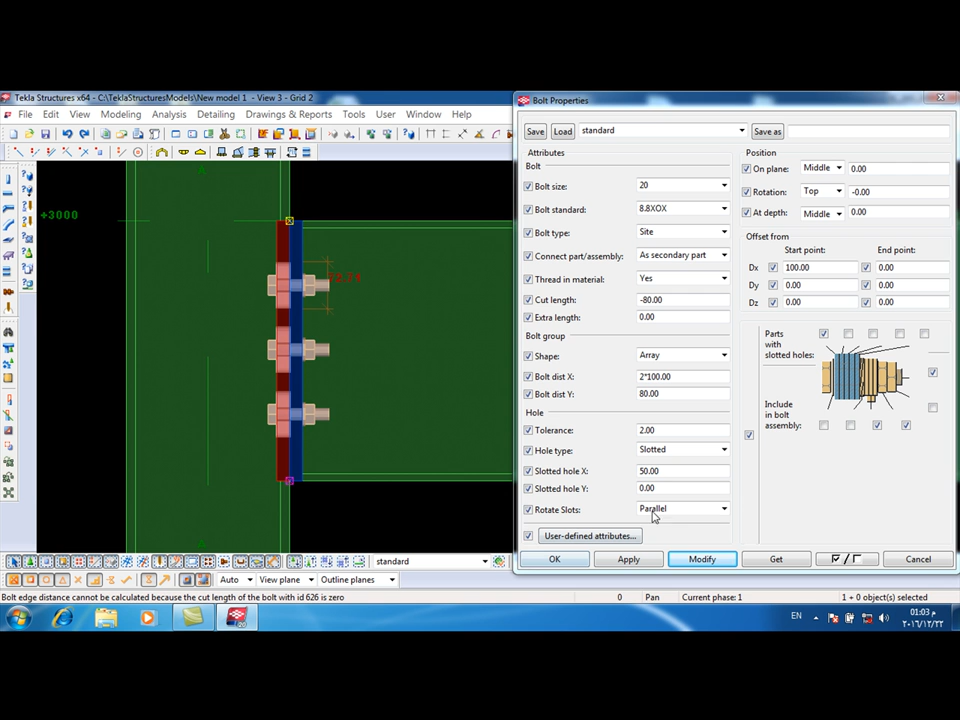 Tekla Structures x64 - C:\TeklaStructuresModels\New model 1 - View 3 - Grid 2
File Edit View Modeling Analysis Detailing Drawings & Reports Tools User Window Help
+3000
Bolt Properties
Save Load standard Save as
Attributes
Bolt
Bolt size: 20
Bolt standard: 8.8XOX
Bolt type: Site
Connect part/assembly: As secondary part
Thread in material: Yes
Cut length: -80.00
Extra length: 0.00
Bolt group
Shape: Array
Bolt dist X: 2*100.00
Bolt dist Y: 80.00
Hole
Tolerance: 2.00
Hole type: Slotted
Slotted hole X: 50.00
Slotted hole Y: 0.00
Rotate Slots: Parallel
User-defined attributes...
Position
On plane: Middle 0.00
Rotation: Top -0.00
At depth: Middle 0.00
Offset from
Start point: End point:
Dx 100.00 0.00
Dy 0.00 0.00
Dz 0.00 0.00
Parts
with
slotted holes:
Include
in bolt
assembly:
OK Apply Modify Get / Cancel
standard
Auto View plane Outline planes
Bolt edge distance cannot be calculated because the cut length of the bolt with id 626 is zero
0 Pan Current phase: 1 1 + 0 object(s) selected
EN
01:03 م
٢٠١٦/١٢/٢٢